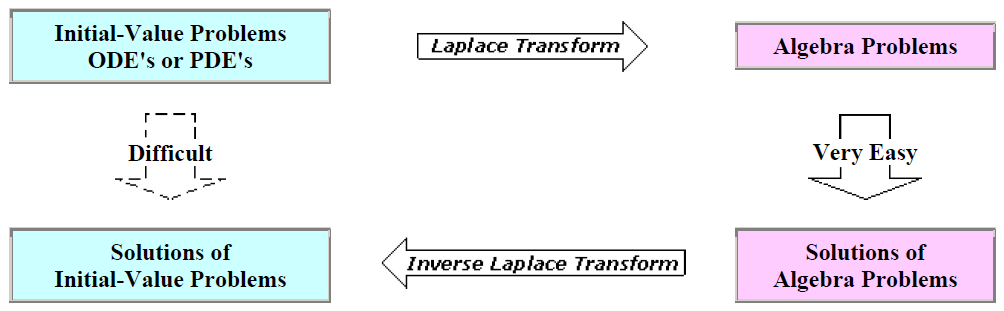 Initial-Value Problems
ODE's or PDE's
Laplace Transform
Algebra Problems
Difficult
Very Easy
Solutions of
Initial-Value Problems
Inverse Laplace Transform
Solutions of
Algebra Problems